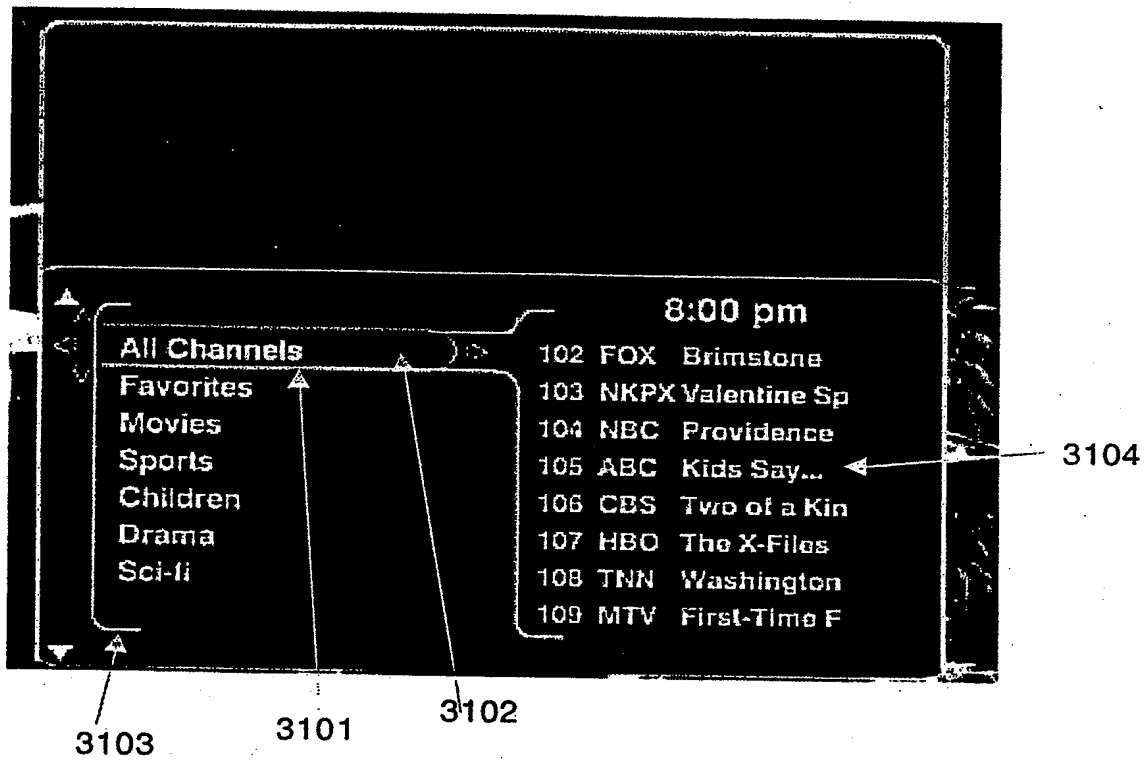 8:00 pm
All Channels
Favorites
Movies
Sports
Children
Drama
Sci-fi
102 FOX Brimstone
103 NKPX Valentine Sp
104 NBC Providence
105 ABC Kids Say...
106 CBS Two of a Kin
107 HBO The X-Files
108 TNN Washington
109 MTV First-Time F
3104
3103
3101
3102